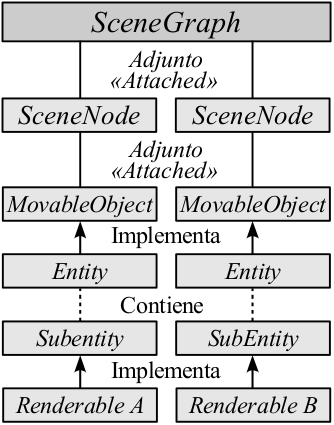 SceneGraph
Adjunto
«Attached»
SceneNode SceneNode
Adjunto
«Attached»
MovableObject MovableObject
Implementa
Entity Entity
Contiene
Subentity SubEntity
Implementa
Renderable A Renderable B